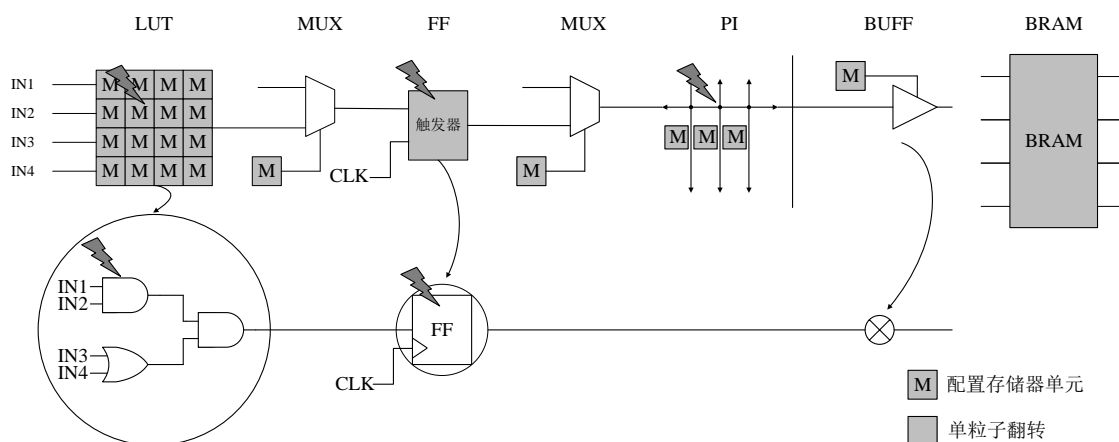 LUT MUX FF MUX PI BUFF BRAM
IN1 M M M M
IN2 M M M M
IN3 M M M M
IN4 M M M M
M
触发器
CLK
M
M M M
M
BRAM
IN1
IN2
IN3
IN4
FF
CLK
M 配置存储器单元
单粒子翻转